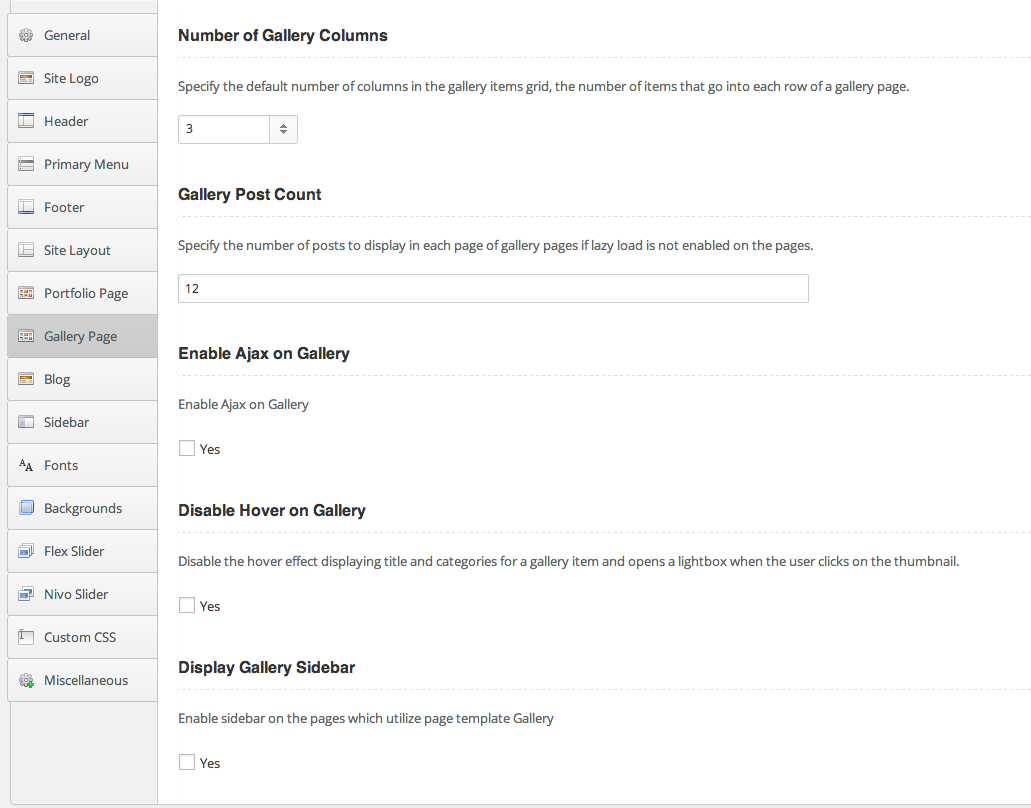 General
Site Logo
Header
Primary Menu
Footer
Site Layout
Portfolio Page
Gallery Page
Blog
Sidebar
Fonts
Backgrounds
Flex Slider
Nivo Slider
Custom CSS
Miscellaneous
Number of Gallery Columns
Specify the default number of columns in the gallery items grid, the number of items that go into each row of a gallery page.
3
Gallery Post Count
Specify the number of posts to display in each page of gallery pages if lazy load is not enabled on the pages.
12
Enable Ajax on Gallery
Enable Ajax on Gallery
Yes
Disable Hover on Gallery
Disable the hover effect displaying title and categories for a gallery item and opens a lightbox when the user clicks on the thumbnail.
Yes
Display Gallery Sidebar
Enable sidebar on the pages which utilize page template Gallery
Yes